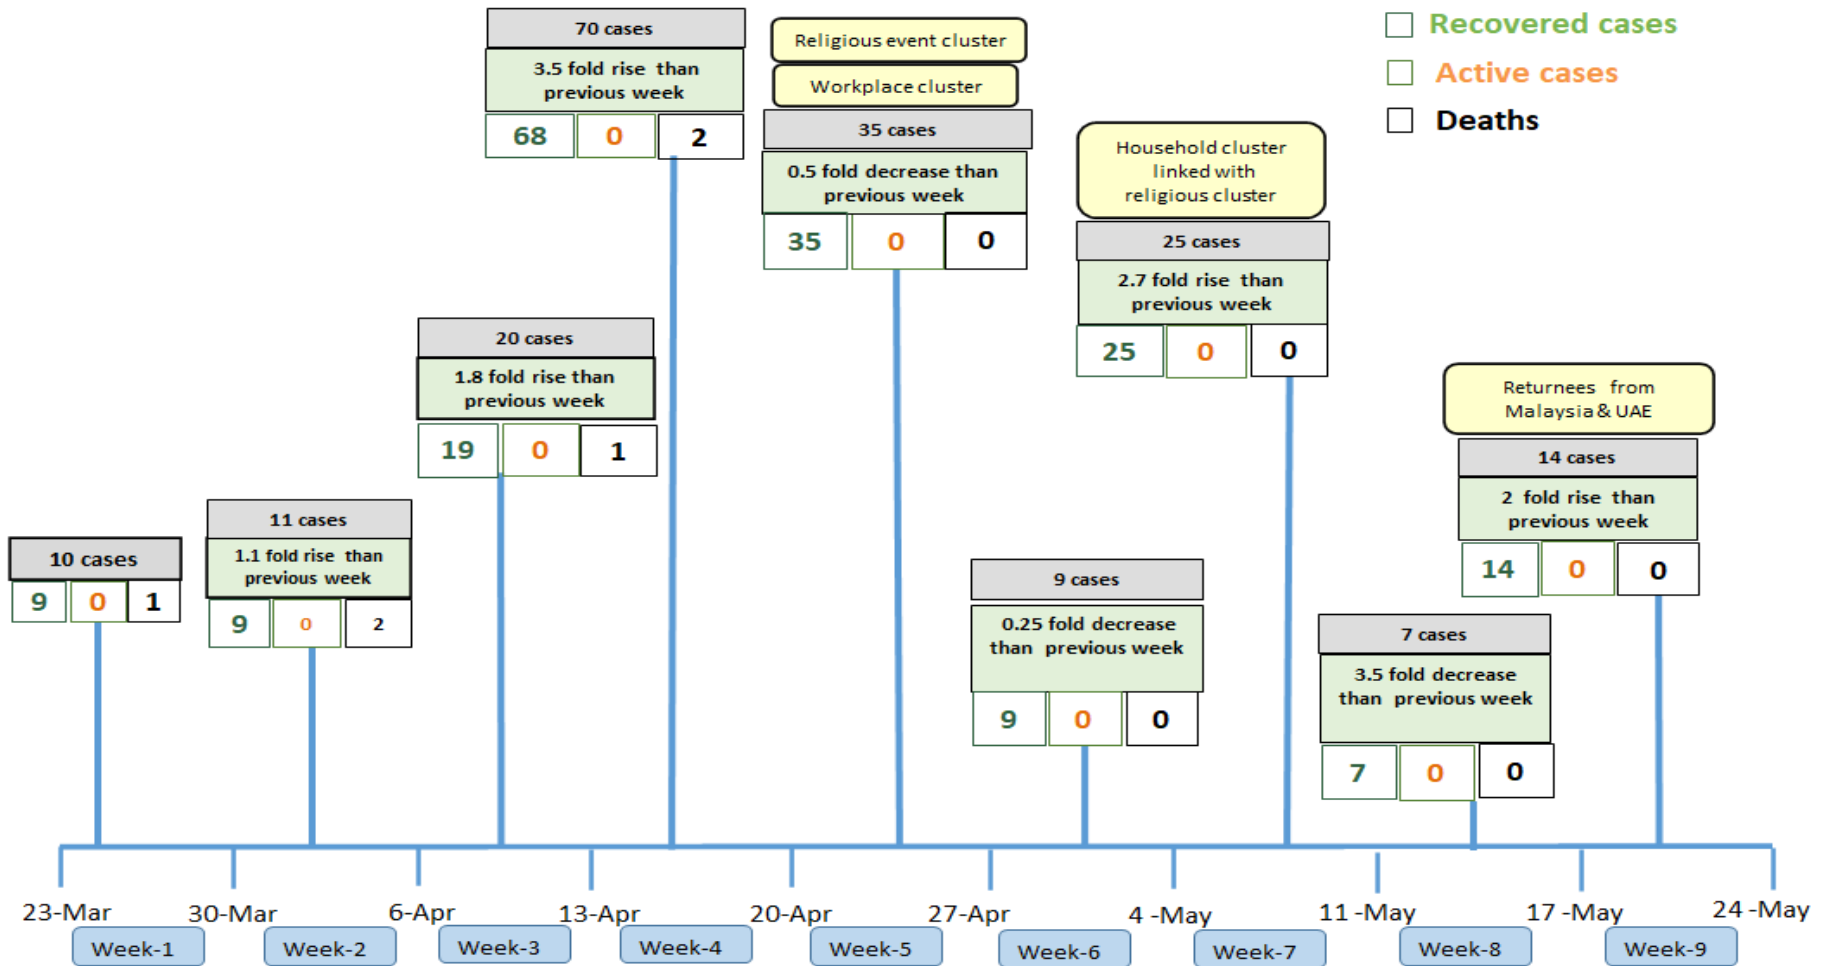 Recovered cases
Active cases
Deaths
10 cases
9 0 1
11 cases
1.1 fold rise than
previous week
9 0 2
20 cases
1.8 fold rise than
previous week
19 0 1
70 cases
3.5 fold rise than
previous week
68 0 2
Religious event cluster
Workplace cluster
35 cases
0.5 fold decrease than
previous week
35 0 0
9 cases
0.25 fold decrease
than previous week
9 0 0
Household cluster
linked with
religious cluster
25 cases
2.7 fold rise than
previous week
25 0 0
7 cases
3.5 fold decrease
than previous week
7 0 0
Returnees from
Malaysia & UAE
14 cases
2 fold rise than
previous week
14 0 0
23-Mar 30-Mar 6-Apr 13-Apr 20-Apr 27-Apr 4 -May 11 -May 17 -May 24 -May
Week-1 Week-2 Week-3 Week-4 Week-5 Week-6 Week-7 Week-8 Week-9